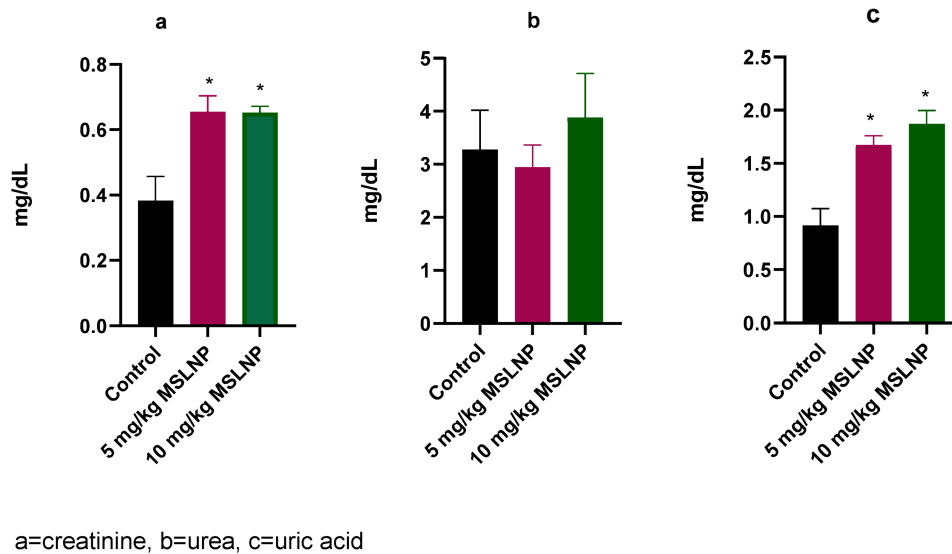 a
mg/dL
0.8
0.6
0.4
0.2
0.0
*
*
Control
5 mg/kg MSLNP
10 mg/kg MSLNP
b
mg/dL
5
4
3
2
1
0
Control
5 mg/kg MSLNP
10 mg/kg MSLNP
c
mg/dL
2.5
2.0
1.5
1.0
0.5
0.0
*
*
Control
5 mg/kg MSLNP
10 mg/kg MSLNP
a=creatinine, b=urea, c=uric acid